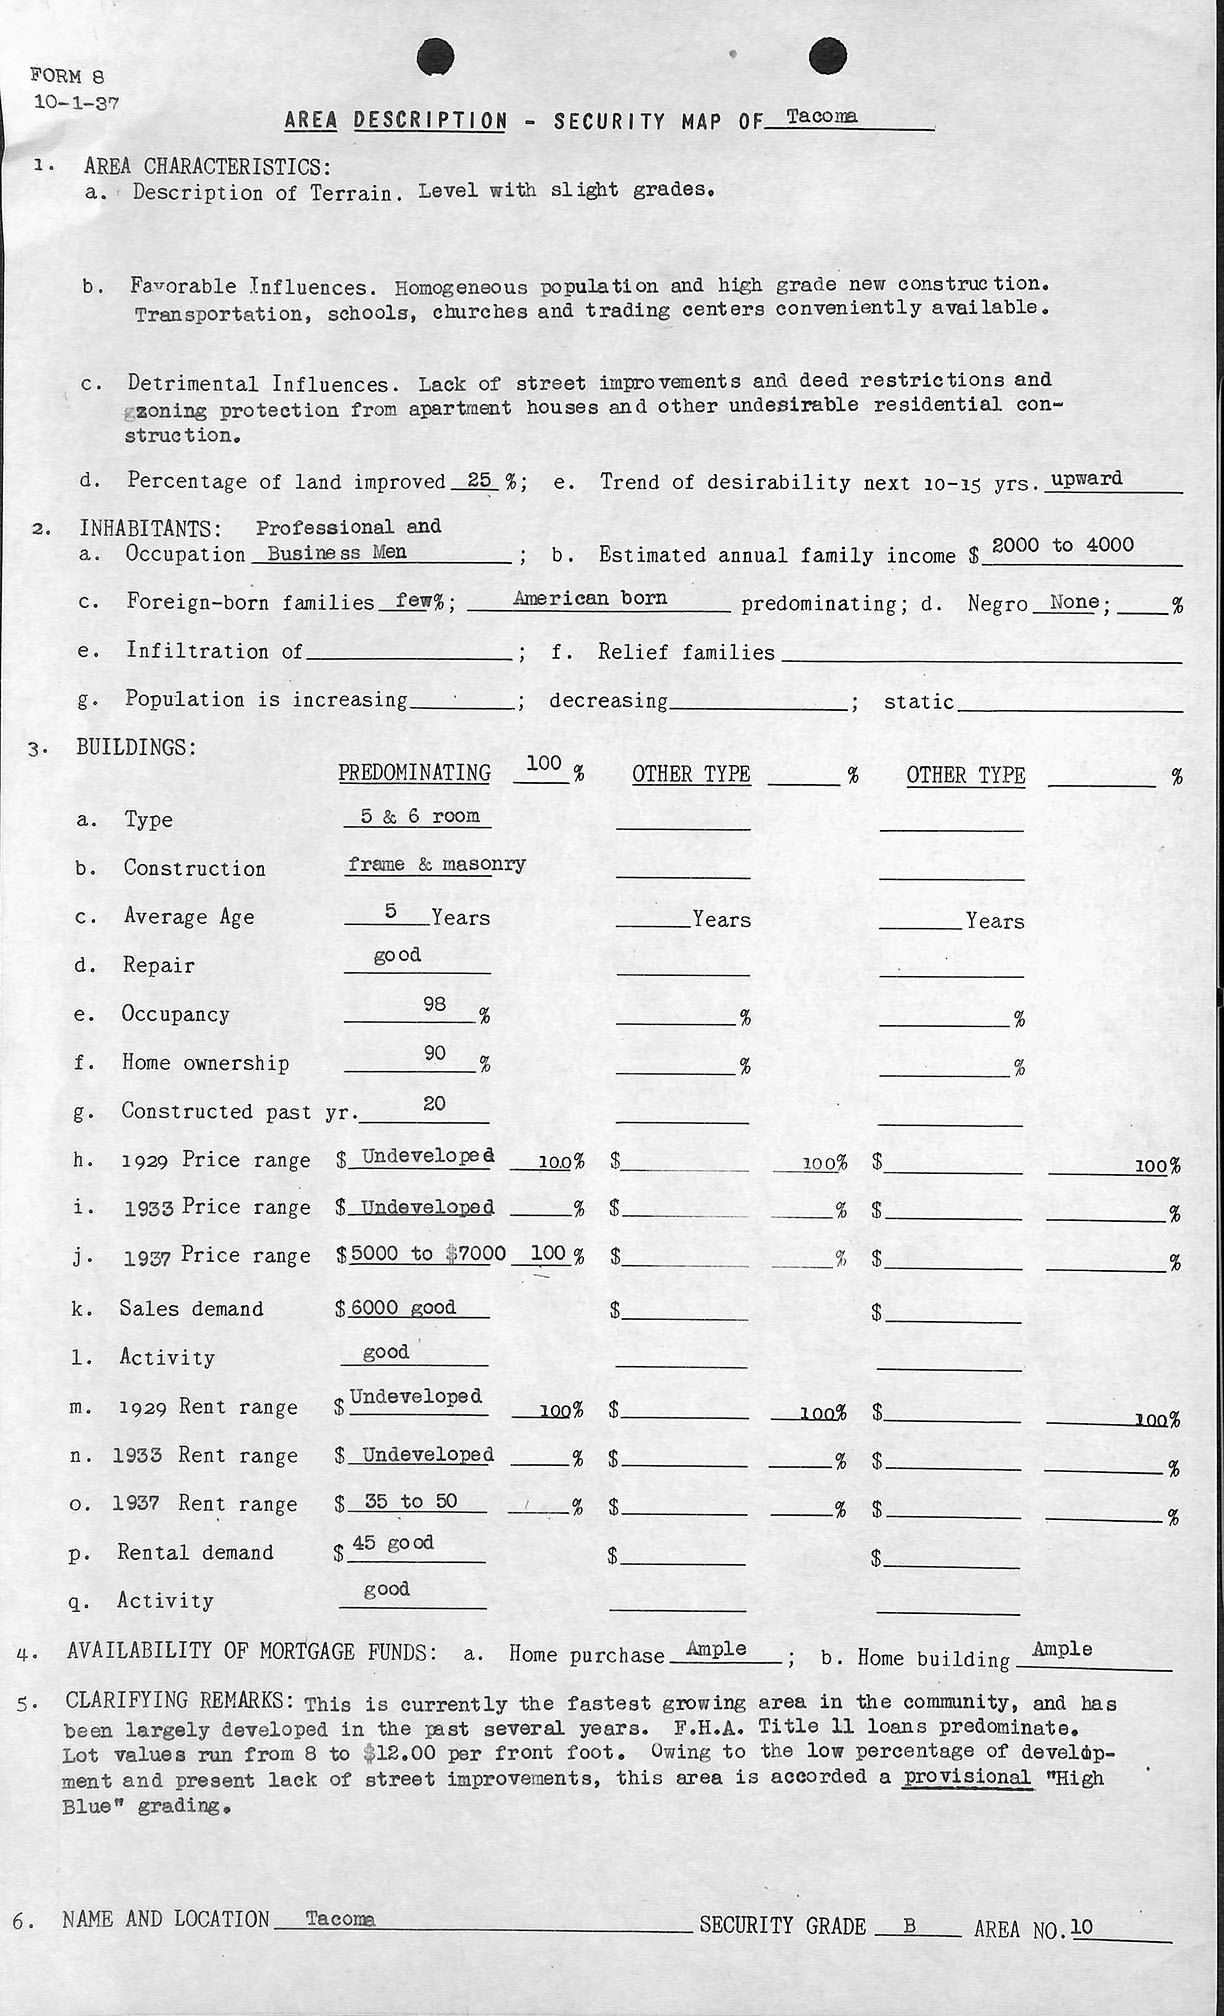 FORM 8
10-1-37
AREA DESCRIPTION - SECURITY MAP OF Tacoma
1. AREA CHARACTERISTICS:
a. Description of Terrain. Level with slight grades.
b. Favorable Influences. Homogeneous population and high grade new construction.
Transportation, schools, churches and trading centers conveniently available.
c. Detrimental Influences. Lack of street improvements and deed restrictions and
zoning protection from apartment houses and other undesirable residential con-
struction.
d. Percentage of land improved 25 %; e. Trend of desirability next 10-15 yrs. upward
2. INHABITANTS: Professional and
a. Occupation Business Men ; b. Estimated annual family income $ 2000 to 4000
c. Foreign-born families few%; American born predominating; d. Negro None; %
e. Infiltration of ; f. Relief families
g. Population is increasing ; decreasing ; static
3. BUILDINGS:
PREDOMINATING 100 % OTHER TYPE % OTHER TYPE %
a. Type 5 & 6 room
b. Construction frame & masonry
c. Average Age 5 Years Years Years
d. Repair good
e. Occupancy 98 % % %
f. Home ownership 90 % % %
g. Constructed past yr. 20
h. 1929 Price range $ Undeveloped 100% $ 100% $ 100%
i. 1933 Price range $ Undeveloped % $ % $ %
j. 1937 Price range $ 5000 to $7000 100 % $ % $ %
k. Sales demand $ 6000 good $ $
l. Activity good
m. 1929 Rent range $ Undeveloped 100% $ 100% $ 100%
n. 1933 Rent range $ Undeveloped % $ % $ %
o. 1937 Rent range $ 35 to 50 % $ % $ %
p. Rental demand $ 45 good $ $
q. Activity good
4. AVAILABILITY OF MORTGAGE FUNDS: a. Home purchase Ample ; b. Home building Ample
5. CLARIFYING REMARKS: This is currently the fastest growing area in the community, and has
been largely developed in the past several years. F.H.A. Title 11 loans predominate.
Lot values run from 8 to $12.00 per front foot. Owing to the low percentage of develop-
ment and present lack of street improvements, this area is accorded a provisional "High
Blue" grading.
6. NAME AND LOCATION Tacoma SECURITY GRADE B AREA NO. 10